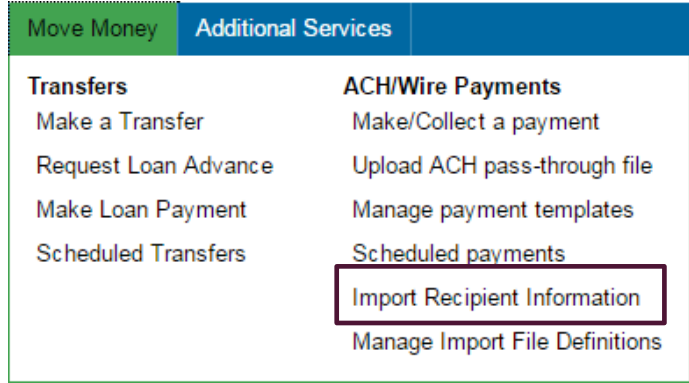 Move Money
Additional Services
Transfers
Make a Transfer
Request Loan Advance
Make Loan Payment
Scheduled Transfers
ACH/Wire Payments
Make/Collect a payment
Upload ACH pass-through file
Manage payment templates
Scheduled payments
Import Recipient Information
Manage Import File Definitions